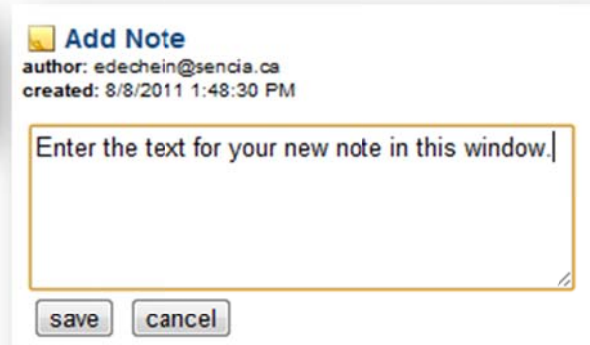 Add Note
author: edechein@sencia.ca
created: 8/8/2011 1:48:30 PM
Enter the text for your new note in this window.
save cancel